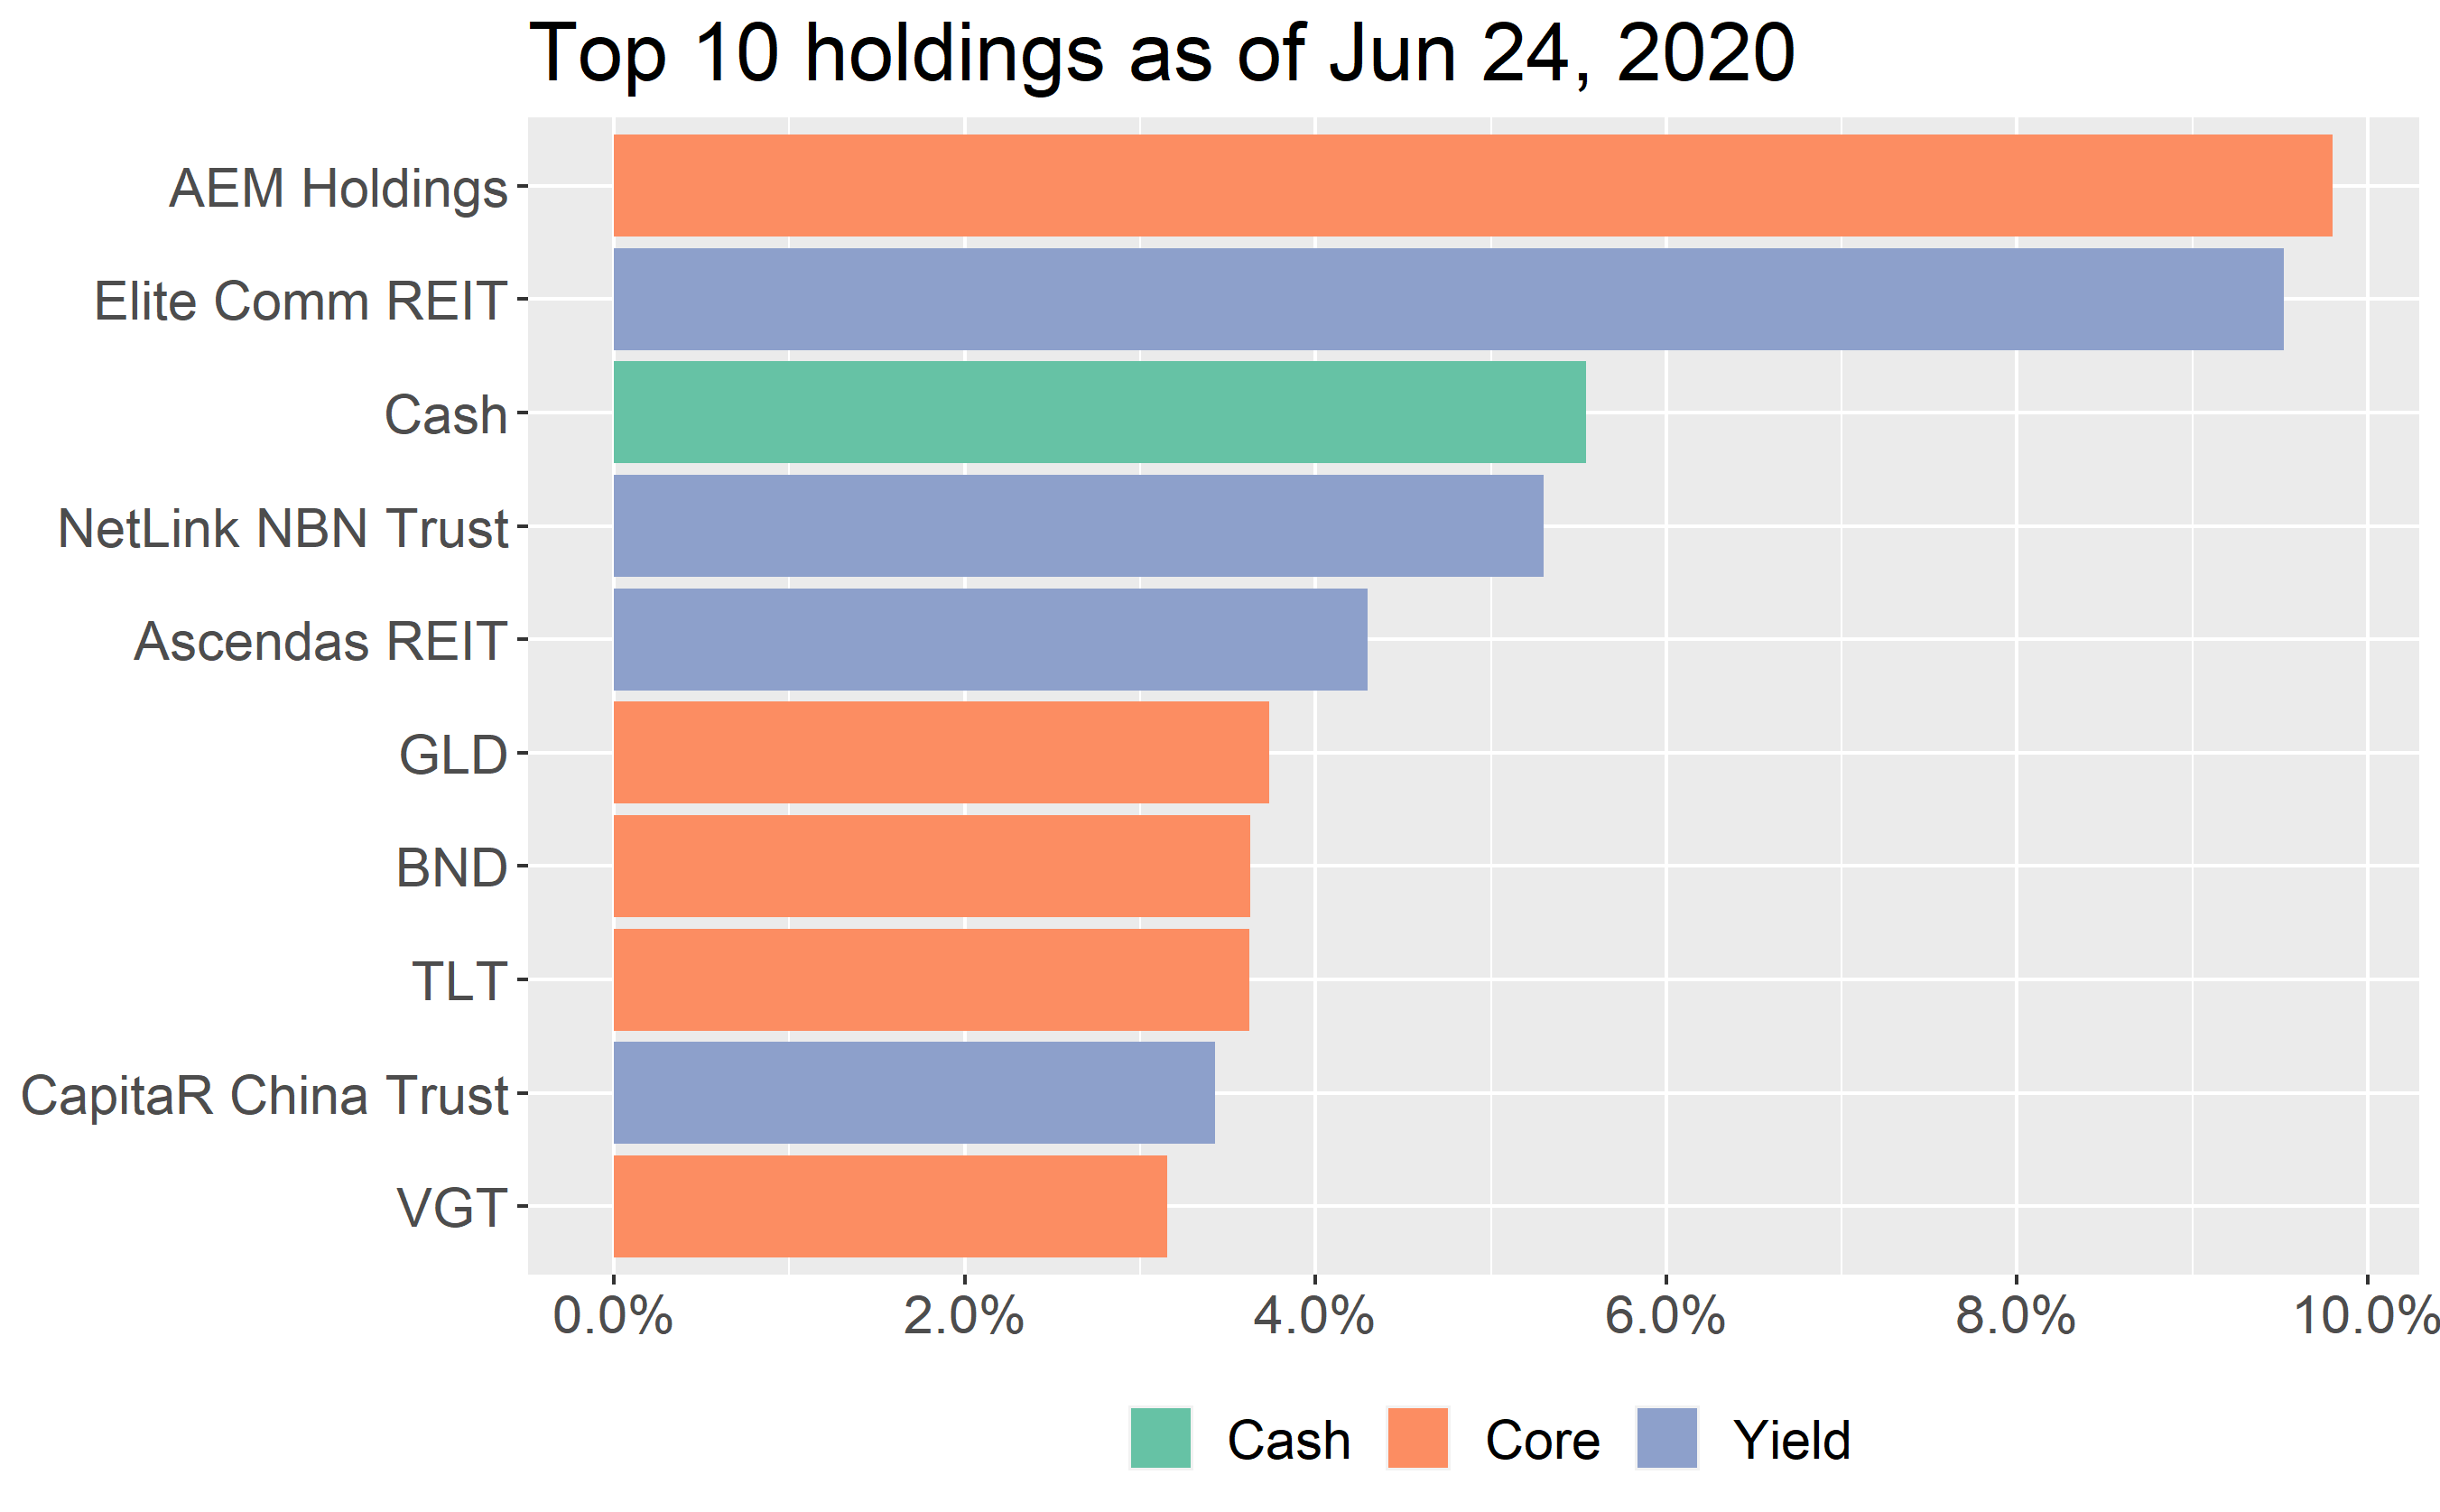 Top 10 holdings as of Jun 24, 2020
AEM Holdings
Elite Comm REIT
Cash
NetLink NBN Trust
Ascendas REIT
GLD
BND
TLT
CapitaR China Trust
VGT
0.0% 2.0% 4.0% 6.0% 8.0% 10.0%
Cash Core Yield